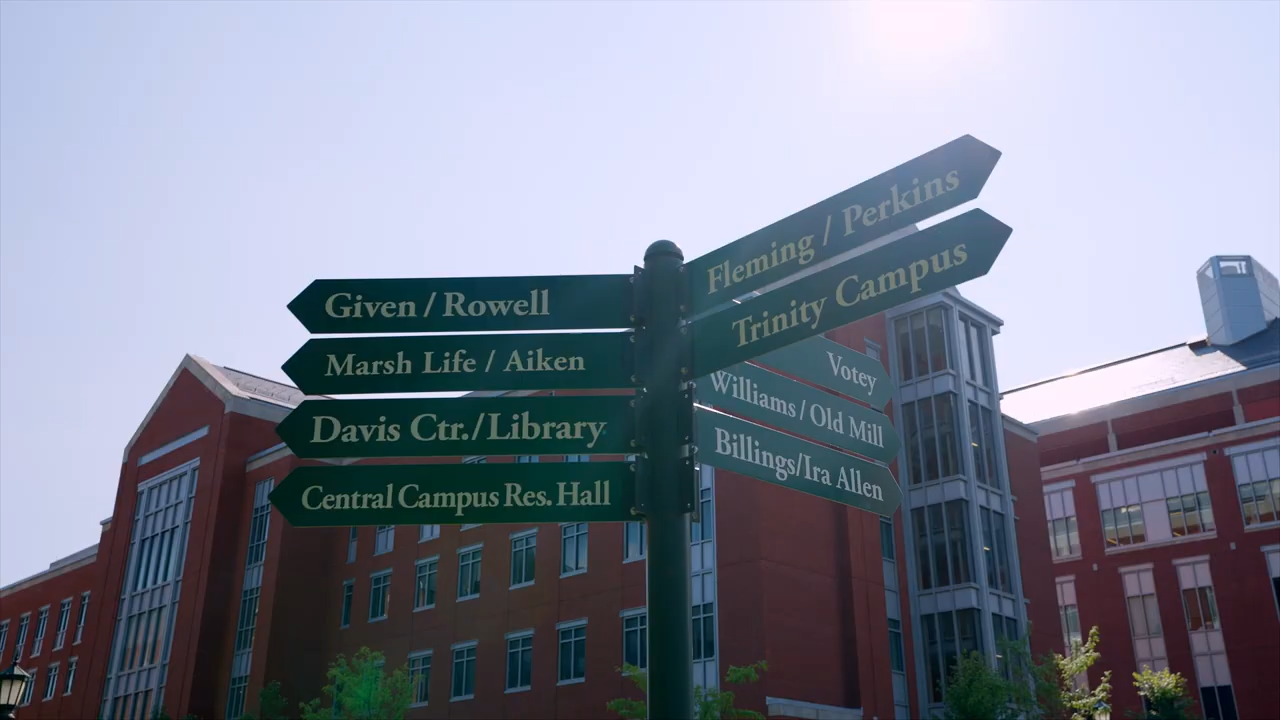 Given / Rowell
Marsh Life / Aiken
Davis Ctr./Library
Central Campus Res. Hall
Fleming / Perkins
Trinity Campus
Votey
Williams / Old Mill
Billings/Ira Allen